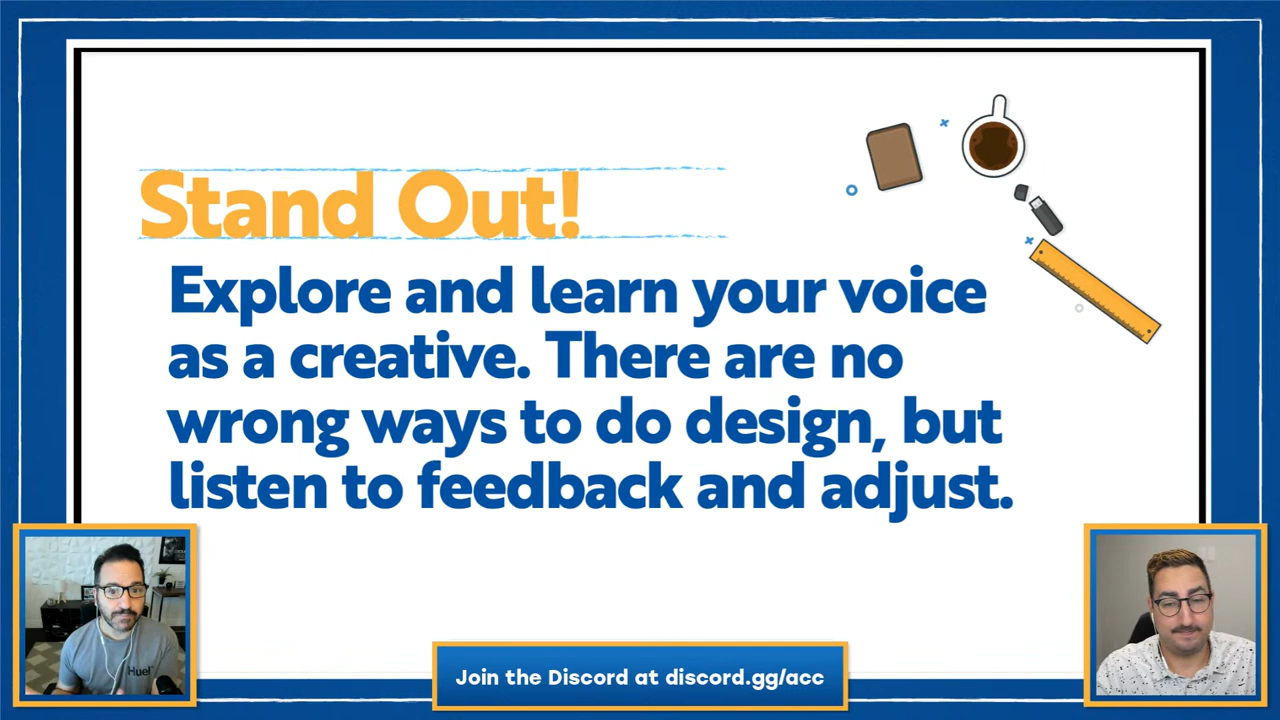 Stand Out!
Explore and learn your voice
as a creative. There are no
wrong ways to do design, but
listen to feedback and adjust.
Huel
Join the Discord at discord.gg/acc